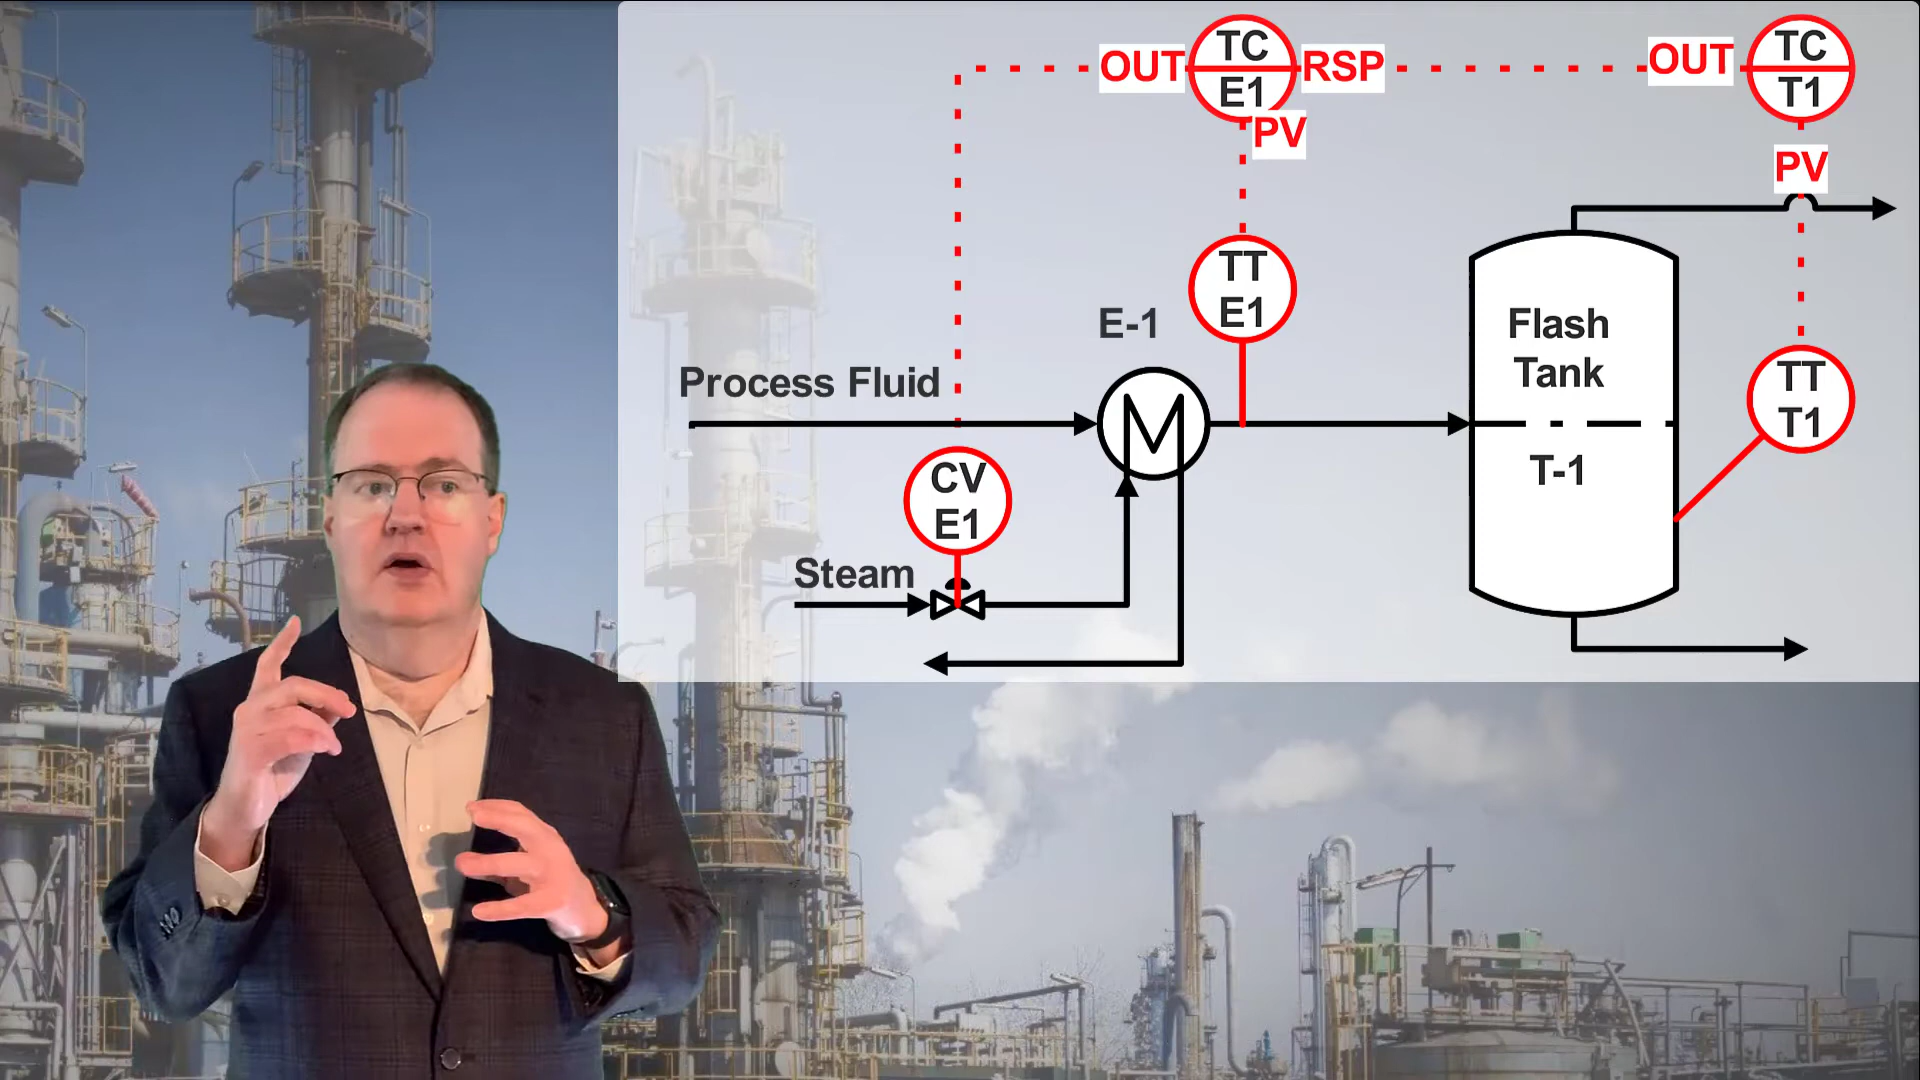 OUT
TC
E1
RSP
PV
OUT
TC
T1
PV
TT
E1
E-1
Process Fluid
Flash
Tank
T-1
TT
T1
CV
E1
Steam